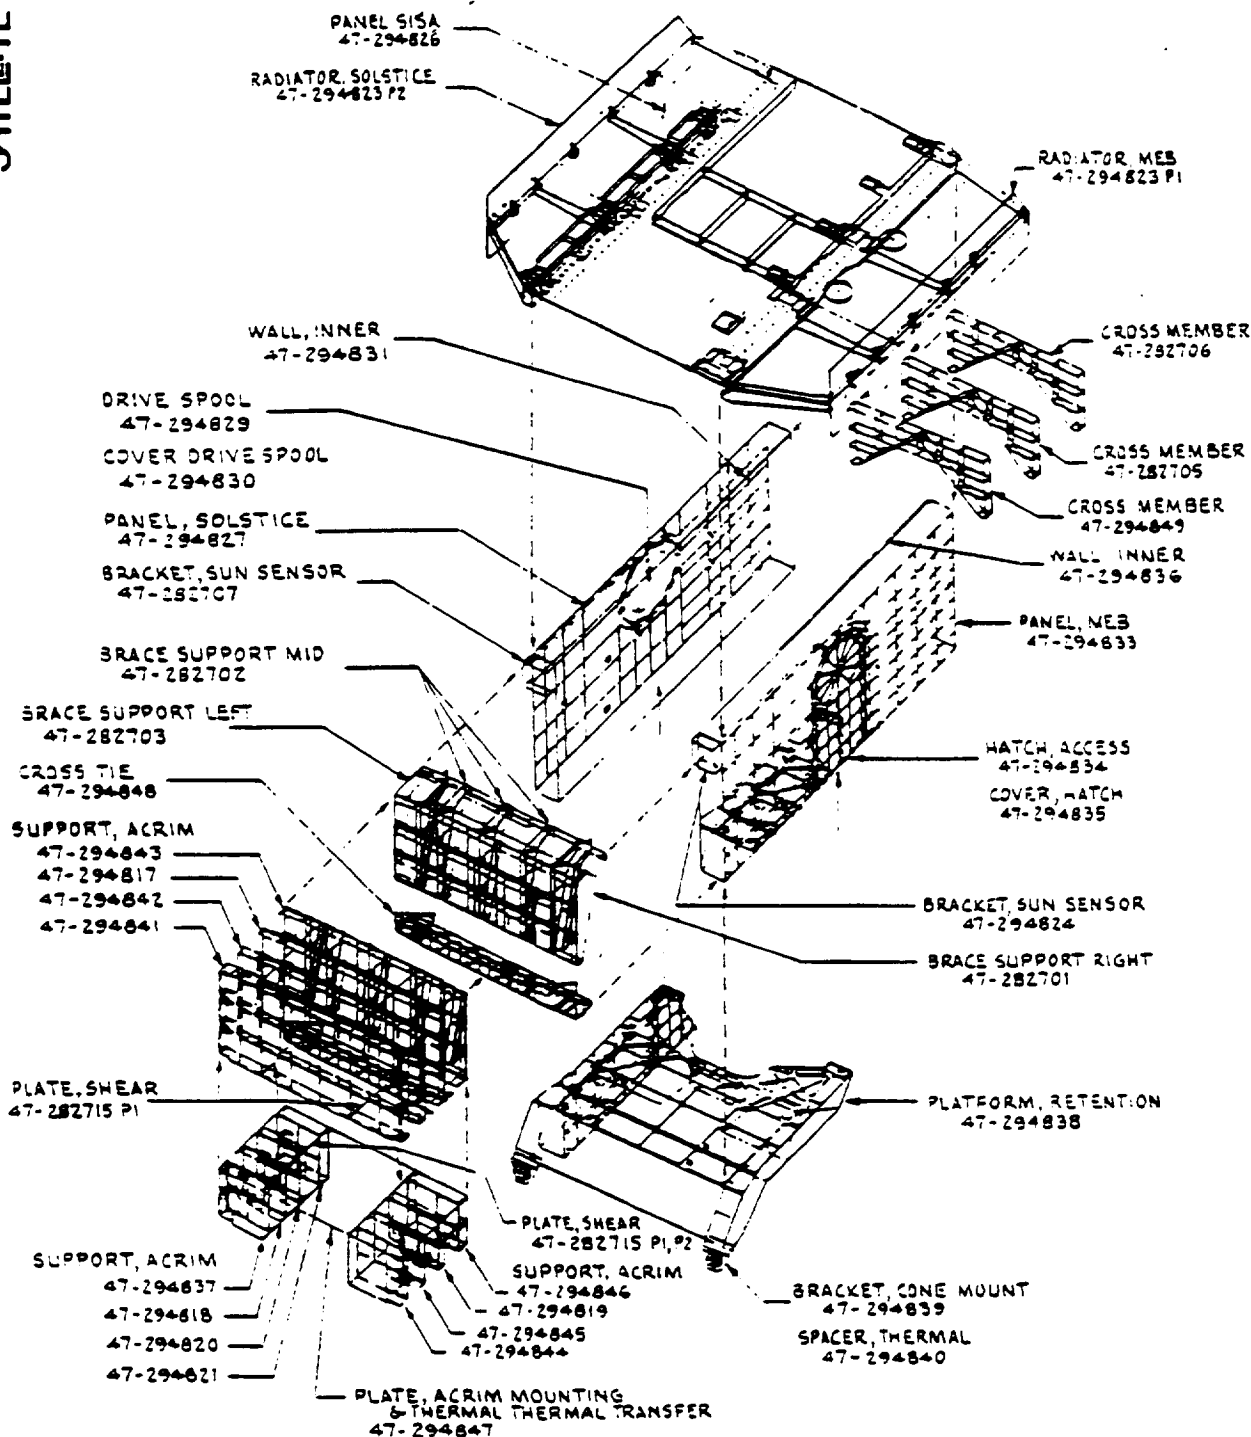 PANEL SISA
47-294826
RADIATOR, SOLSTICE
47-294823 P2
RADIATOR, MEB
47-294823 P1
WALL, INNER
47-294831
CROSS MEMBER
47-282706
DRIVE SPOOL
47-294829
COVER DRIVE SPOOL
47-294830
CROSS MEMBER
47-282705
PANEL, SOLSTICE
47-294827
CROSS MEMBER
47-294849
BRACKET, SUN SENSOR
47-282707
WALL INNER
47-294836
PANEL, MEB
47-294833
BRACE SUPPORT MID
47-282702
BRACE SUPPORT LEFT
47-282703
HATCH, ACCESS
47-294834
COVER, HATCH
47-294835
CROSS TIE
47-294848
SUPPORT, ACRIM
47-294843
47-294817
47-294842
47-294841
BRACKET, SUN SENSOR
47-294824
BRACE SUPPORT RIGHT
47-282701
PLATE, SHEAR
47-282715 P1
PLATFORM, RETENTION
47-294838
PLATE, SHEAR
47-282715 P1, P2
SUPPORT, ACRIM
47-294837
47-294818
47-294820
47-294821
SUPPORT, ACRIM
47-294846
47-294819
47-294845
47-294844
BRACKET, CONE MOUNT
47-294839
SPACER, THERMAL
47-294840
PLATE, ACRIM MOUNTING
& THERMAL THERMAL TRANSFER
47-294847